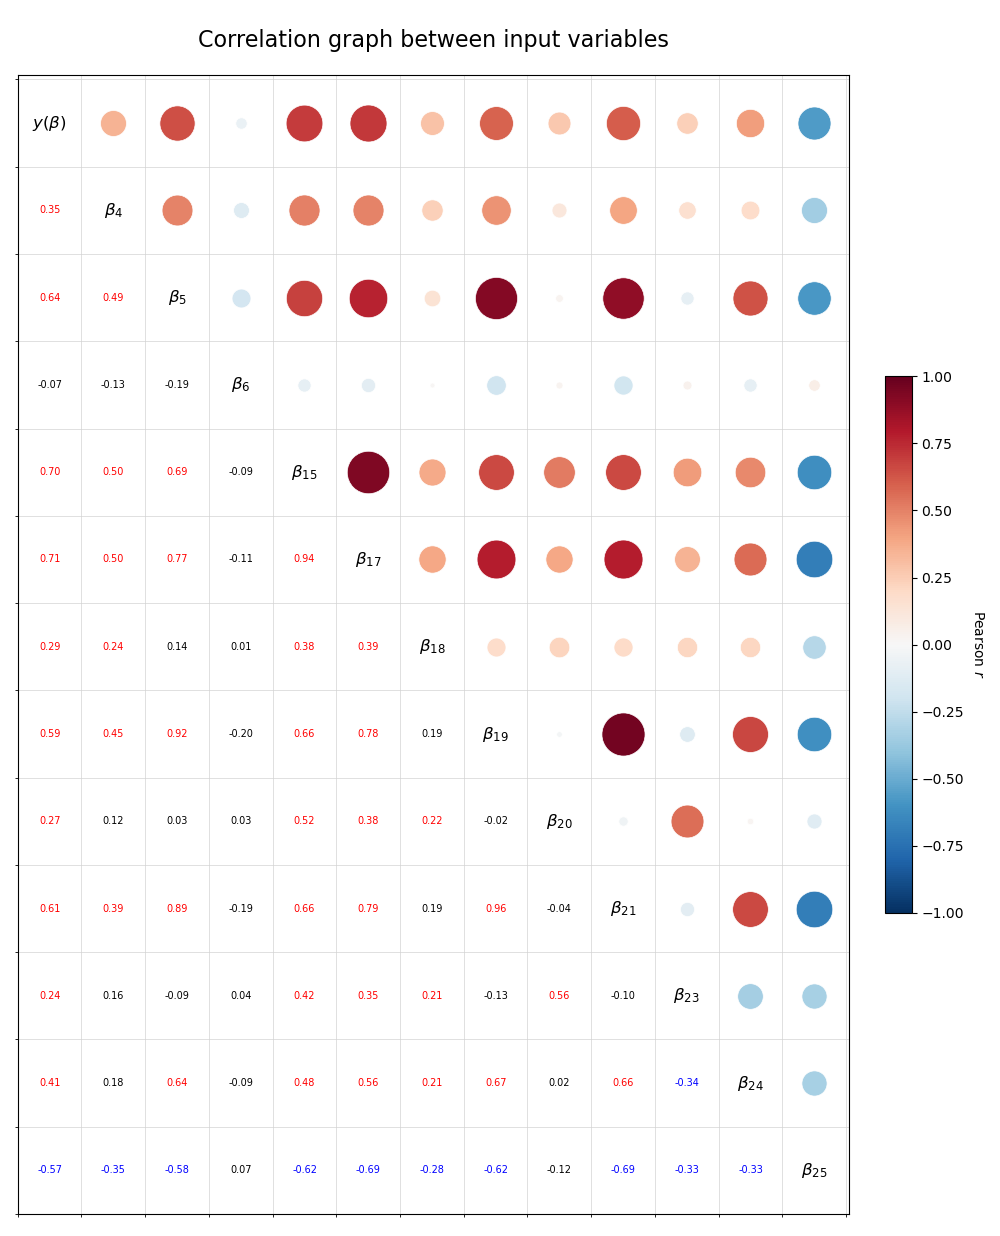 Correlation graph between input variables
y(β)
0.35 β4
0.64 0.49 β5
-0.07 -0.13 -0.19 β6
0.70 0.50 0.69 -0.09 β15
0.71 0.50 0.77 -0.11 0.94 β17
0.29 0.24 0.14 0.01 0.38 0.39 β18
0.59 0.45 0.92 -0.20 0.66 0.78 0.19 β19
0.27 0.12 0.03 0.03 0.52 0.38 0.22 -0.02 β20
0.61 0.39 0.89 -0.19 0.66 0.79 0.19 0.96 -0.04 β21
0.24 0.16 -0.09 0.04 0.42 0.35 0.21 -0.13 0.56 -0.10 β23
0.41 0.18 0.64 -0.09 0.48 0.56 0.21 0.67 0.02 0.66 -0.34 β24
-0.57 -0.35 -0.58 0.07 -0.62 -0.69 -0.28 -0.62 -0.12 -0.69 -0.33 -0.33 β25
1.00
0.75
0.50
0.25
0.00
−0.25
−0.50
−0.75
−1.00
Pearson r